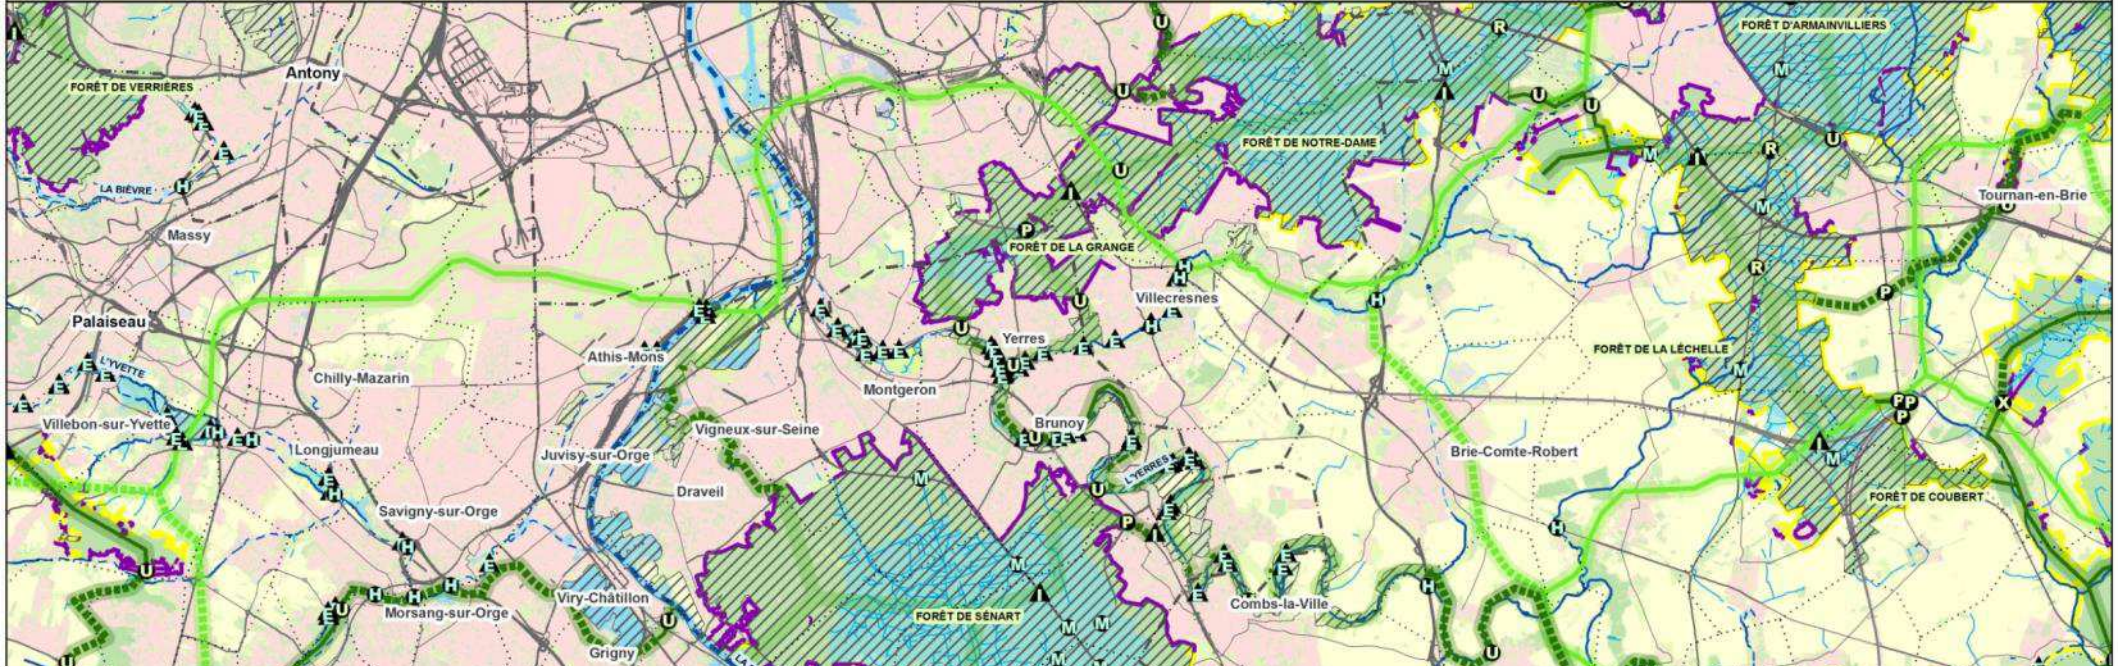 FORÊT D'ARMAINVILLIERS
Antony
FORÊT DE VERRIÈRES
FORÊT DE NOTRE-DAME
LA BIÈVRE
Tournan-en-Brie
Massy
FORÊT DE LA GRANGE
Villecresnes
Palaiseau
Yerres
Athis-Mons
FORÊT DE LA LÉCHELLE
L'YVETTE
Chilly-Mazarin
Montgeron
Villebon-sur-Yvette
Brunoy
Vigneux-sur-Seine
Longjumeau
Juvisy-sur-Orge
Brie-Comte-Robert
L'YERRES
Draveil
FORÊT DE COUBERT
Savigny-sur-Orge
Viry-Châtillon
Combs-la-Ville
Morsang-sur-Orge
FORÊT DE SÉNART
Grigny